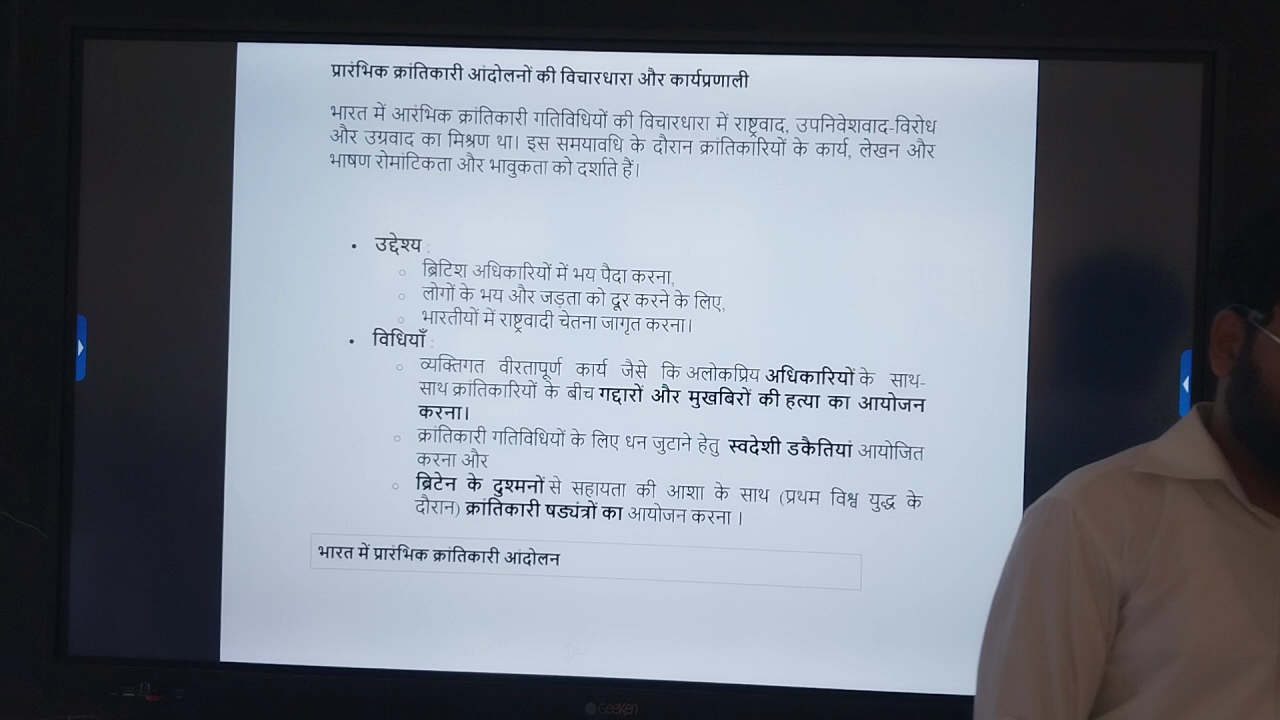 प्रारंभिक क्रांतिकारी आंदोलनों की विचारधारा और कार्यप्रणाली
भारत में आरंभिक क्रांतिकारी गतिविधियों की विचारधारा में राष्ट्रवाद, उपनिवेशवाद-विरोध
और उग्रवाद का मिश्रण था। इस समयावधि के दौरान क्रांतिकारियों के कार्य, लेखन और
भाषण रोमांटिकता और भावुकता को दर्शाते हैं।
• उद्देश्य :
○ ब्रिटिश अधिकारियों में भय पैदा करना,
○ लोगों के भय और जड़ता को दूर करने के लिए,
○ भारतीयों में राष्ट्रवादी चेतना जागृत करना।
• विधियाँ :
○ व्यक्तिगत वीरतापूर्ण कार्य जैसे कि अलोकप्रिय अधिकारियों के साथ-
साथ क्रांतिकारियों के बीच गद्दारों और मुखबिरों की हत्या का आयोजन
करना।
○ क्रांतिकारी गतिविधियों के लिए धन जुटाने हेतु स्वदेशी डकैतियां आयोजित
करना और
○ ब्रिटेन के दुश्मनों से सहायता की आशा के साथ (प्रथम विश्व युद्ध के
दौरान) क्रांतिकारी षड्यंत्रों का आयोजन करना ।
भारत में प्रारंभिक क्रांतिकारी आंदोलन
GeeKen